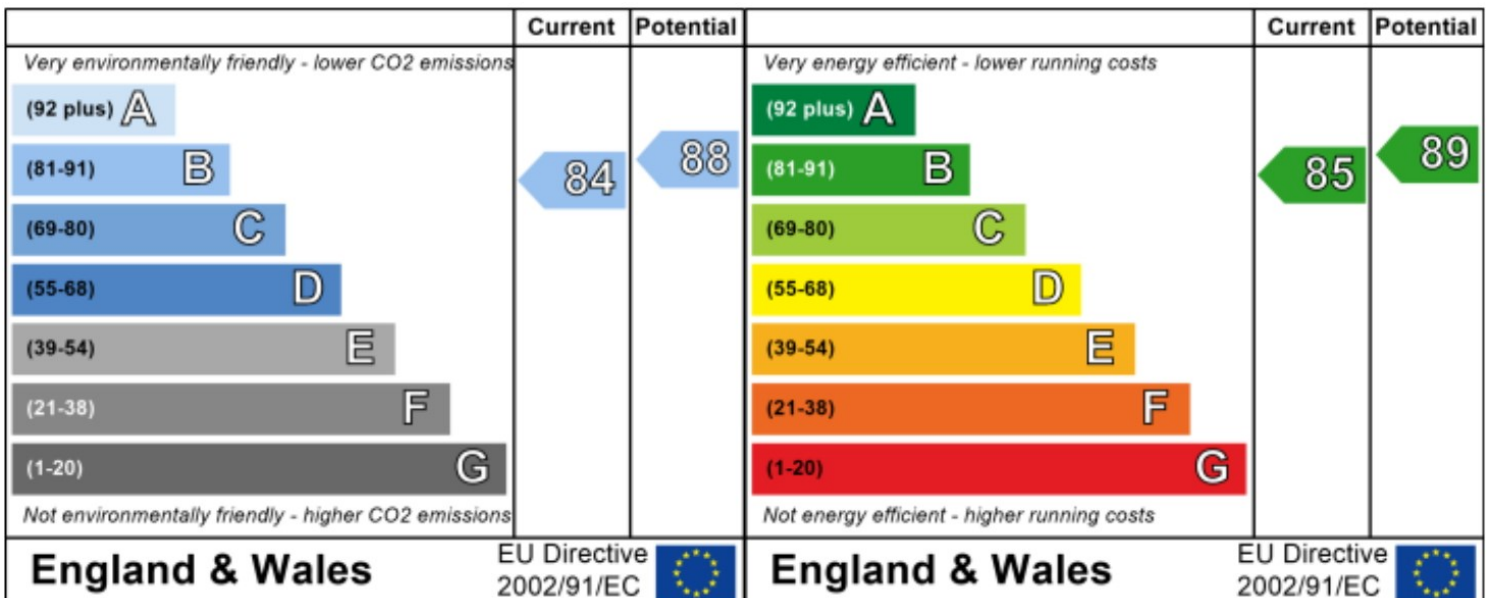 Current Potential
Very environmentally friendly - lower CO2 emissions
(92 plus) A
(81-91) B
84
88
(69-80) C
(55-68) D
(39-54) E
(21-38) F
(1-20) G
Not environmentally friendly - higher CO2 emissions
England & Wales
EU Directive
2002/91/EC
Current Potential
Very energy efficient - lower running costs
(92 plus) A
(81-91) B
85
89
(69-80) C
(55-68) D
(39-54) E
(21-38) F
(1-20) G
Not energy efficient - higher running costs
England & Wales
EU Directive
2002/91/EC